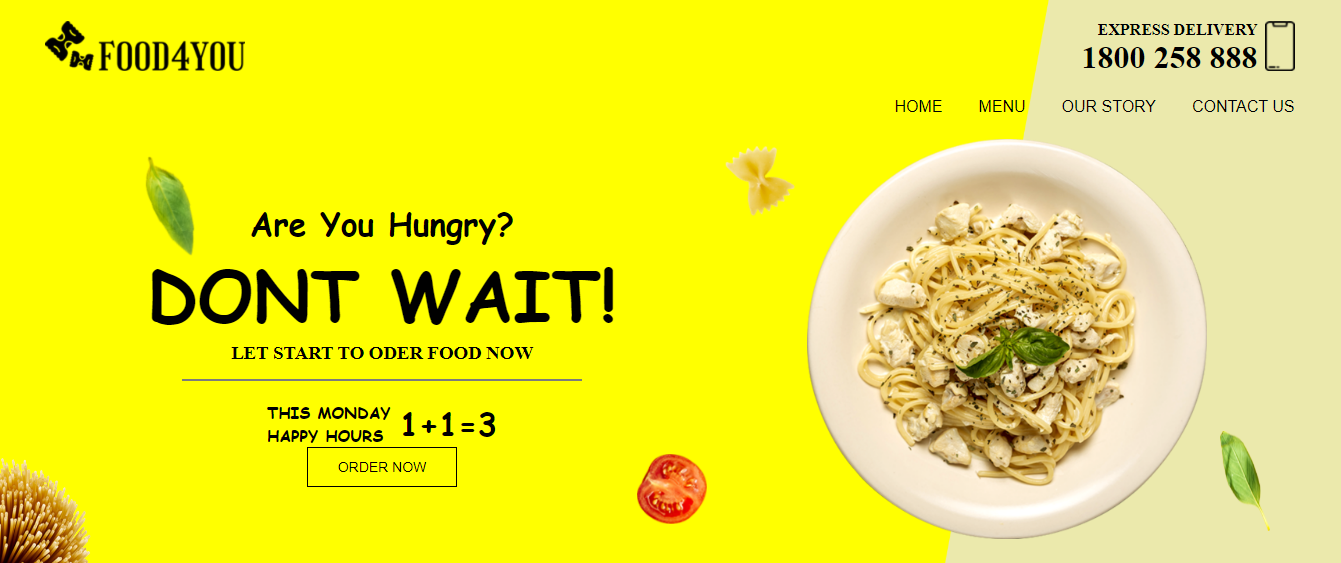 FOOD4YOU
EXPRESS DELIVERY
1800 258 888
HOME MENU OUR STORY CONTACT US
Are You Hungry?
DONT WAIT!
LET START TO ODER FOOD NOW
THIS MONDAY
HAPPY HOURS
1+1=3
ORDER NOW